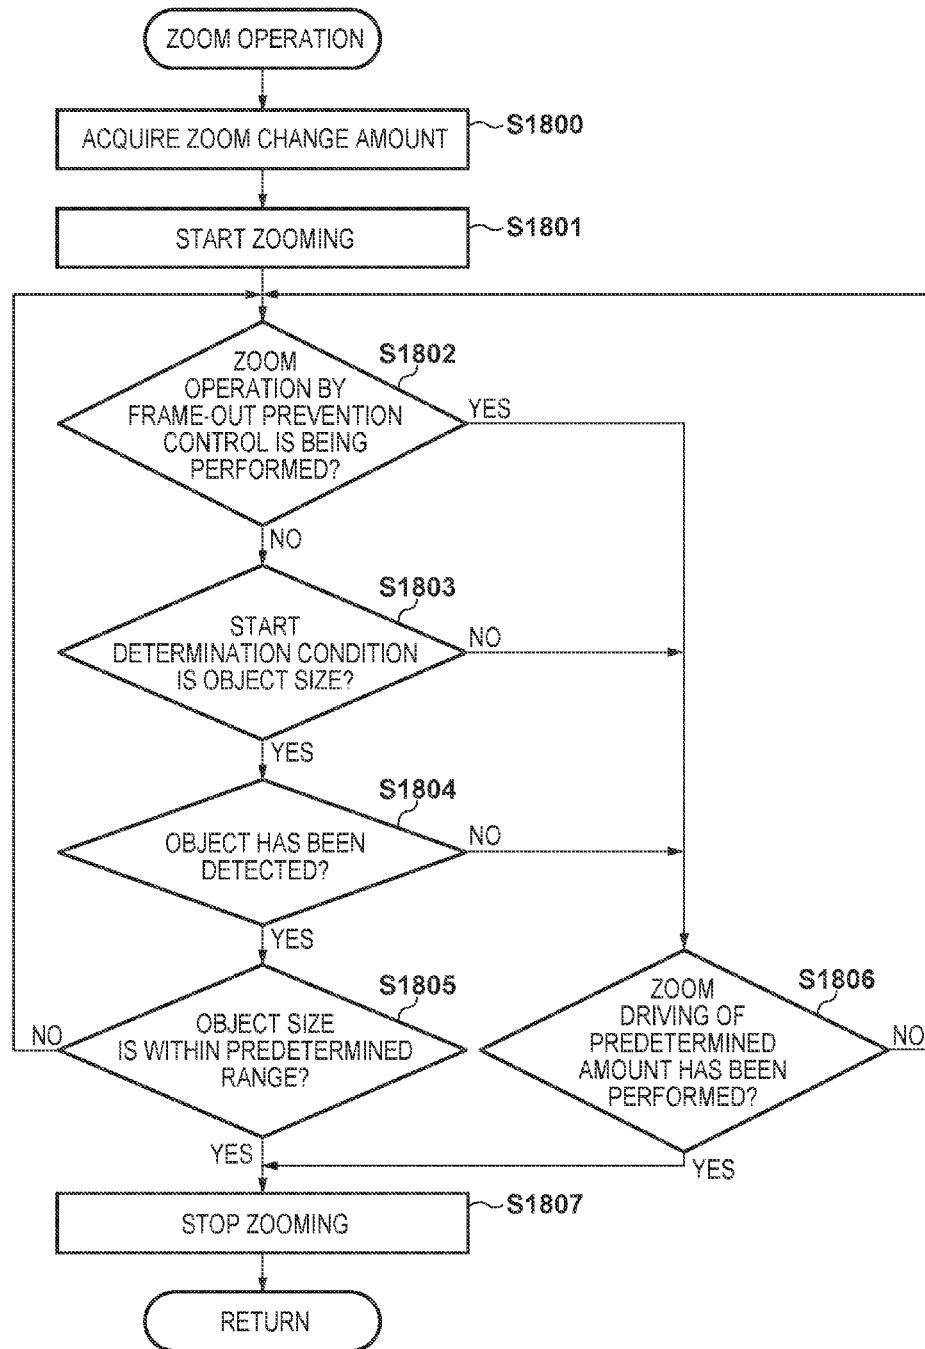 ZOOM OPERATION
ACQUIRE ZOOM CHANGE AMOUNT
S1800
START ZOOMING
S1801
S1802
ZOOM
OPERATION BY
FRAME-OUT PREVENTION
CONTROL IS BEING
PERFORMED?
YES
NO
S1803
START
DETERMINATION CONDITION
IS OBJECT SIZE?
NO
YES
S1804
OBJECT HAS BEEN
DETECTED?
NO
YES
S1805
OBJECT SIZE
IS WITHIN PREDETERMINED
RANGE?
NO
YES
S1806
ZOOM
DRIVING OF
PREDETERMINED
AMOUNT HAS BEEN
PERFORMED?
NO
YES
STOP ZOOMING
S1807
RETURN